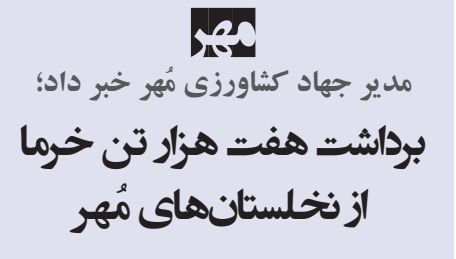 مهر
مدیر جهاد کشاورزی مُهر خبر داد؛
برداشت هفت هزار تن خرما
از نخلستان‌های مُهر